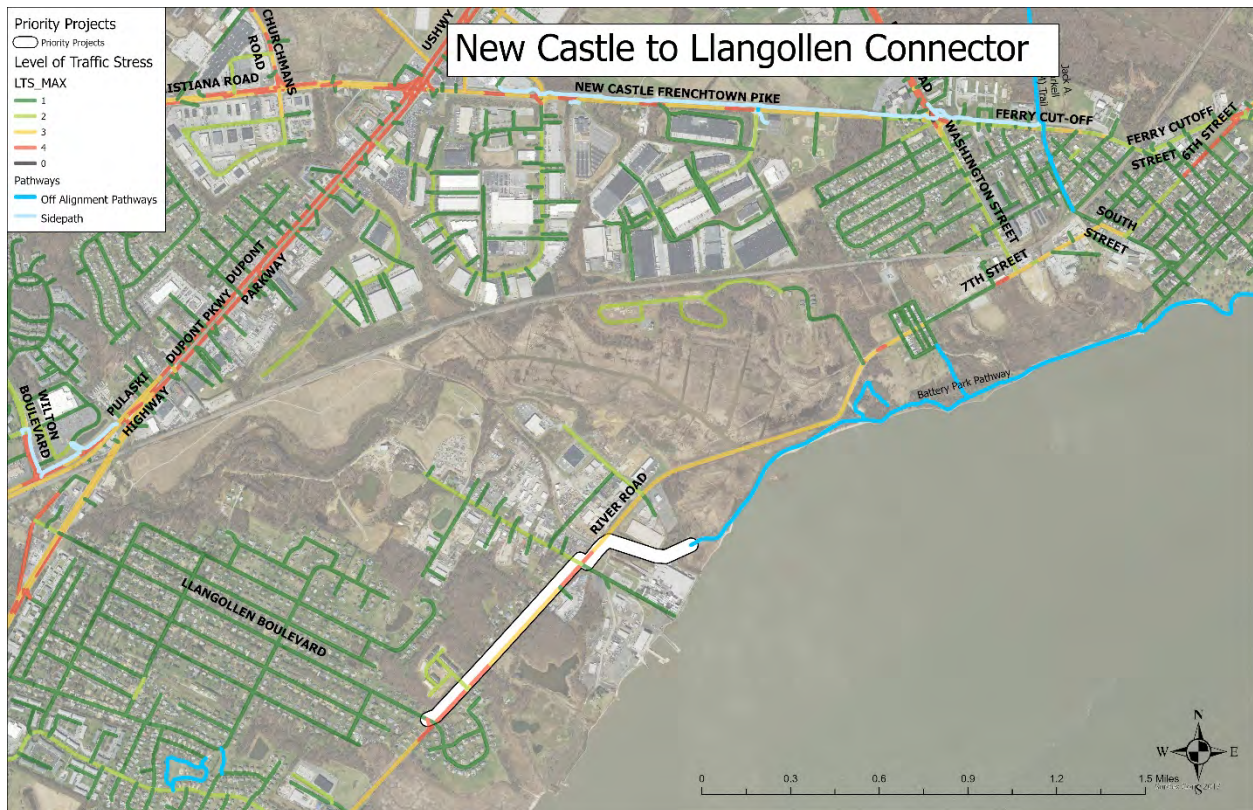 New Castle to Llangollen Connector
Priority Projects
Priority Projects
Level of Traffic Stress
LTS_MAX
1
2
3
4
0
Pathways
Off Alignment Pathways
Sidepath
CHURCHMANS
ROAD
USHWY
ISTIANA ROAD
NEW CASTLE FRENCHTOWN PIKE
AD
Jack A.
Trail
FERRY CUT-OFF
FERRY CUTOFF
STREET
6TH STREET
WASHINGTON STREET
SOUTH
STREET
7TH STREET
DUPONT
PARKWAY
DUPONT PKWY
PULASKI
HIGHWAY
WILTON
BOULEVARD
Battery Park Pathway
RIVER ROAD
LLANGOLLEN BOULEVARD
N
W
E
S
0
0.3
0.6
0.9
1.2
1.5 Miles